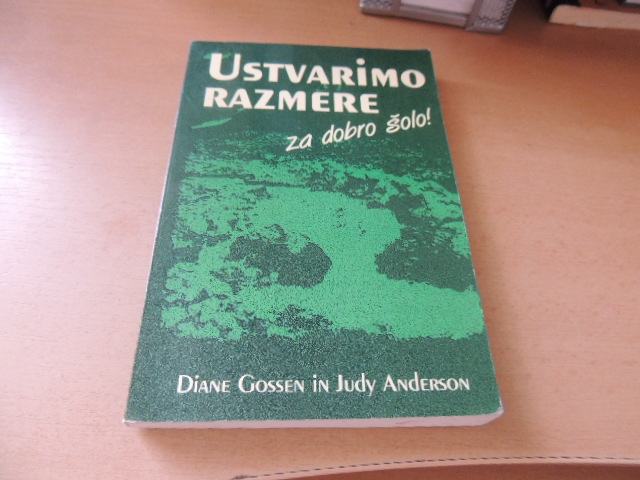 USTVARIMO
RAZMERE
za dobro šolo!
DIANE GOSSEN IN JUDY ANDERSON